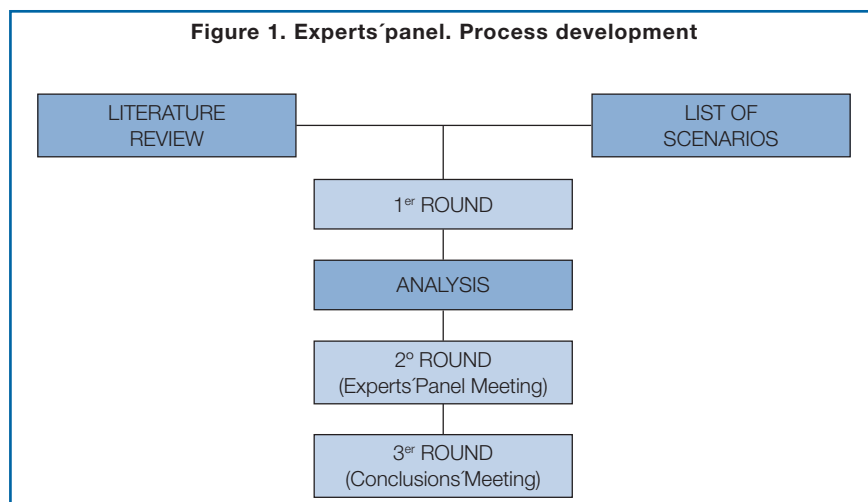 Figure 1. Experts´panel. Process development
LITERATURE
REVIEW
LIST OF
SCENARIOS
1er ROUND
ANALYSIS
2º ROUND
(Experts´Panel Meeting)
3er ROUND
(Conclusions´Meeting)